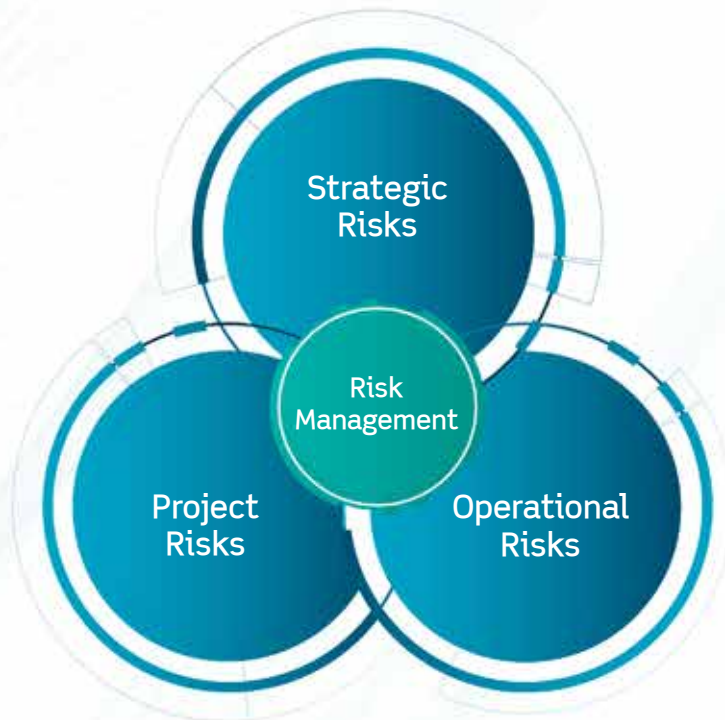 Strategic
Risks
Risk
Management
Project
Risks
Operational
Risks